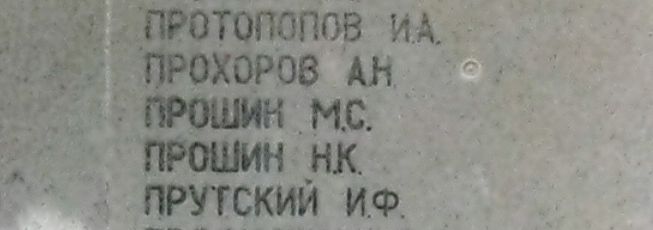 ПРОТОПОПОВ И.А.
ПРОХОРОВ А.Н
ПРОШИН М.С.
ПРОШИН Н.К.
ПРУТСКИЙ И.Ф.